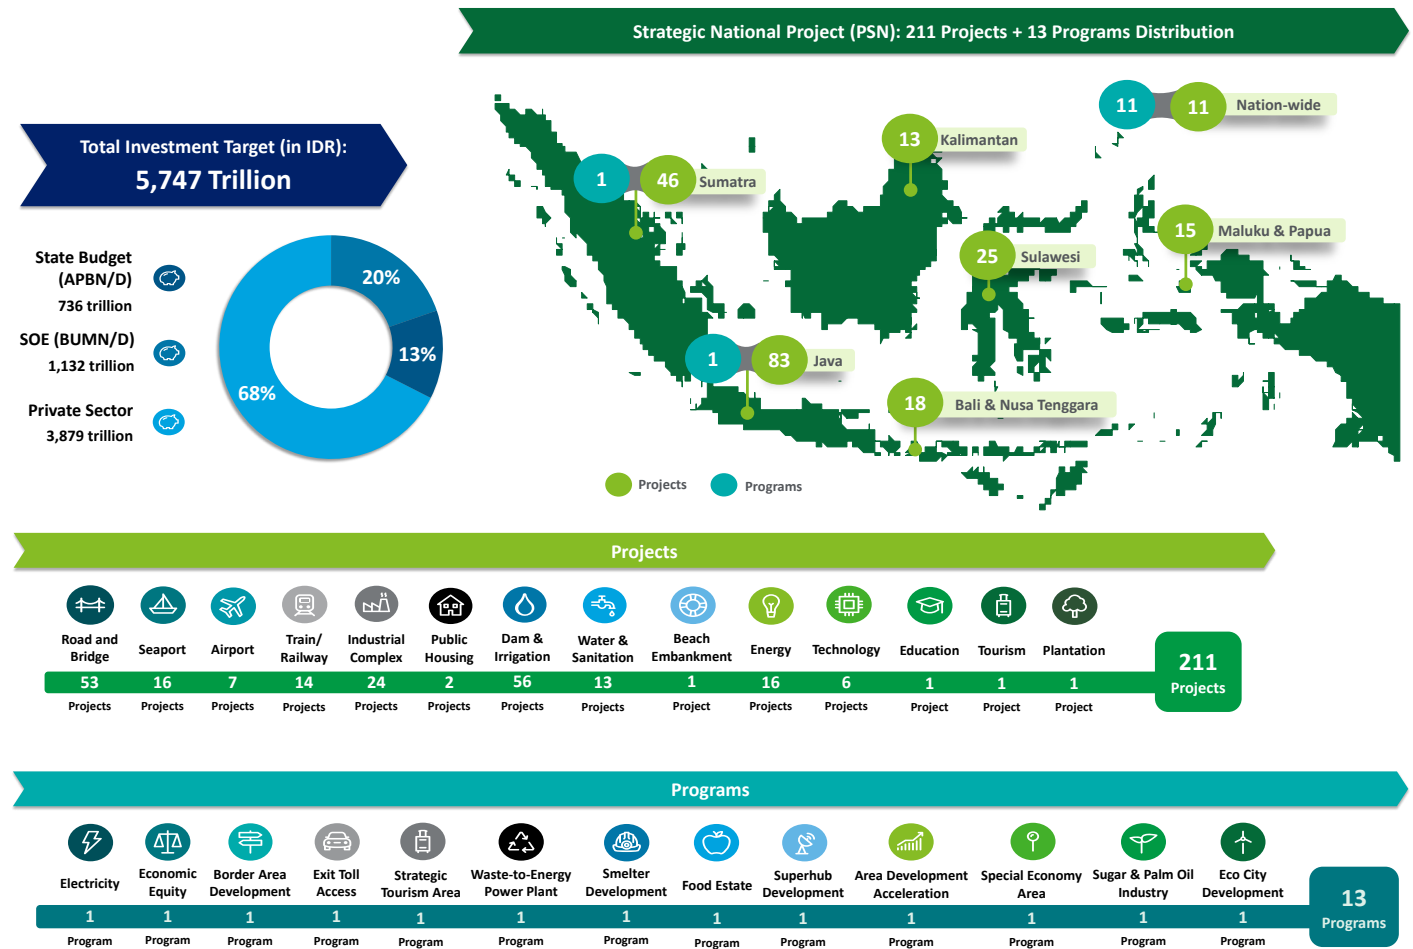 Strategic National Project (PSN): 211 Projects + 13 Programs Distribution
Total Investment Target (in IDR):
5,747 Trillion
State Budget
(APBN/D)
736 trillion
SOE (BUMN/D)
1,132 trillion
Private Sector
3,879 trillion
20%
13%
68%
11
11
Nation-wide
13
Kalimantan
1
46
Sumatra
15
Maluku & Papua
25
Sulawesi
1
83
Java
18
Bali & Nusa Tenggara
Projects
Programs
Projects
Road and
Bridge
53
Projects
Seaport
16
Projects
Airport
7
Projects
Train/
Railway
14
Projects
Industrial
Complex
24
Projects
Public
Housing
2
Projects
Dam &
Irrigation
56
Projects
Water &
Sanitation
13
Projects
Beach
Embankment
1
Project
Energy
16
Projects
Technology
6
Projects
Education
1
Project
Tourism
1
Project
Plantation
1
Project
211
Projects
Programs
Electricity
1
Program
Economic
Equity
1
Program
Border Area
Development
1
Program
Exit Toll
Access
1
Program
Strategic
Tourism Area
1
Program
Waste-to-Energy
Power Plant
1
Program
Smelter
Development
1
Program
Food Estate
1
Program
Superhub
Development
1
Program
Area Development
Acceleration
1
Program
Special Economy
Area
1
Program
Sugar & Palm Oil
Industry
1
Program
Eco City
Development
1
Program
13
Programs